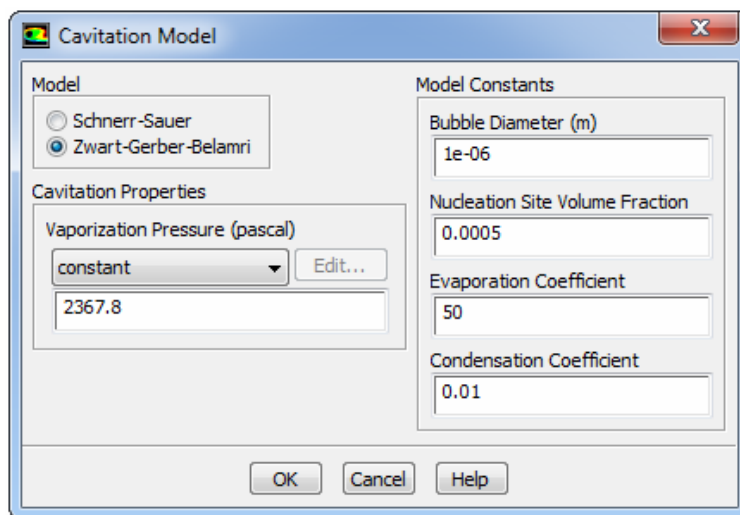 Cavitation Model
Model
Schnerr-Sauer
Zwart-Gerber-Belamri
Cavitation Properties
Vaporization Pressure (pascal)
constant
Edit...
2367.8
Model Constants
Bubble Diameter (m)
1e-06
Nucleation Site Volume Fraction
0.0005
Evaporation Coefficient
50
Condensation Coefficient
0.01
OK
Cancel
Help